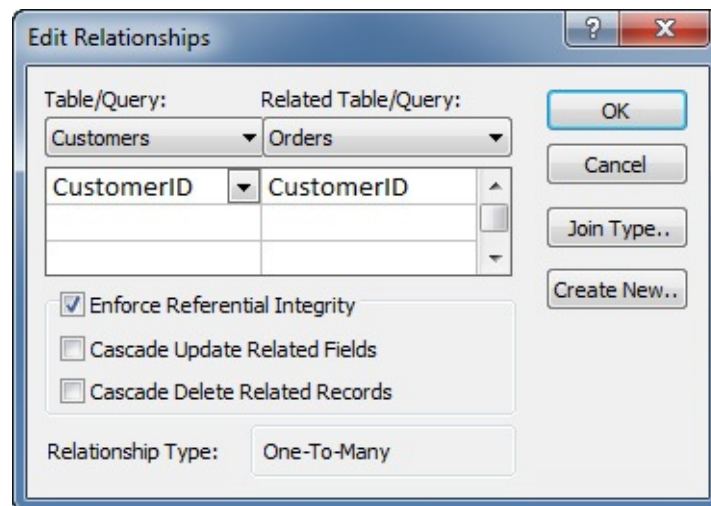 Edit Relationships
Table/Query: Related Table/Query:
Customers Orders
CustomerID CustomerID
Enforce Referential Integrity
Cascade Update Related Fields
Cascade Delete Related Records
Relationship Type: One-To-Many
OK
Cancel
Join Type..
Create New..